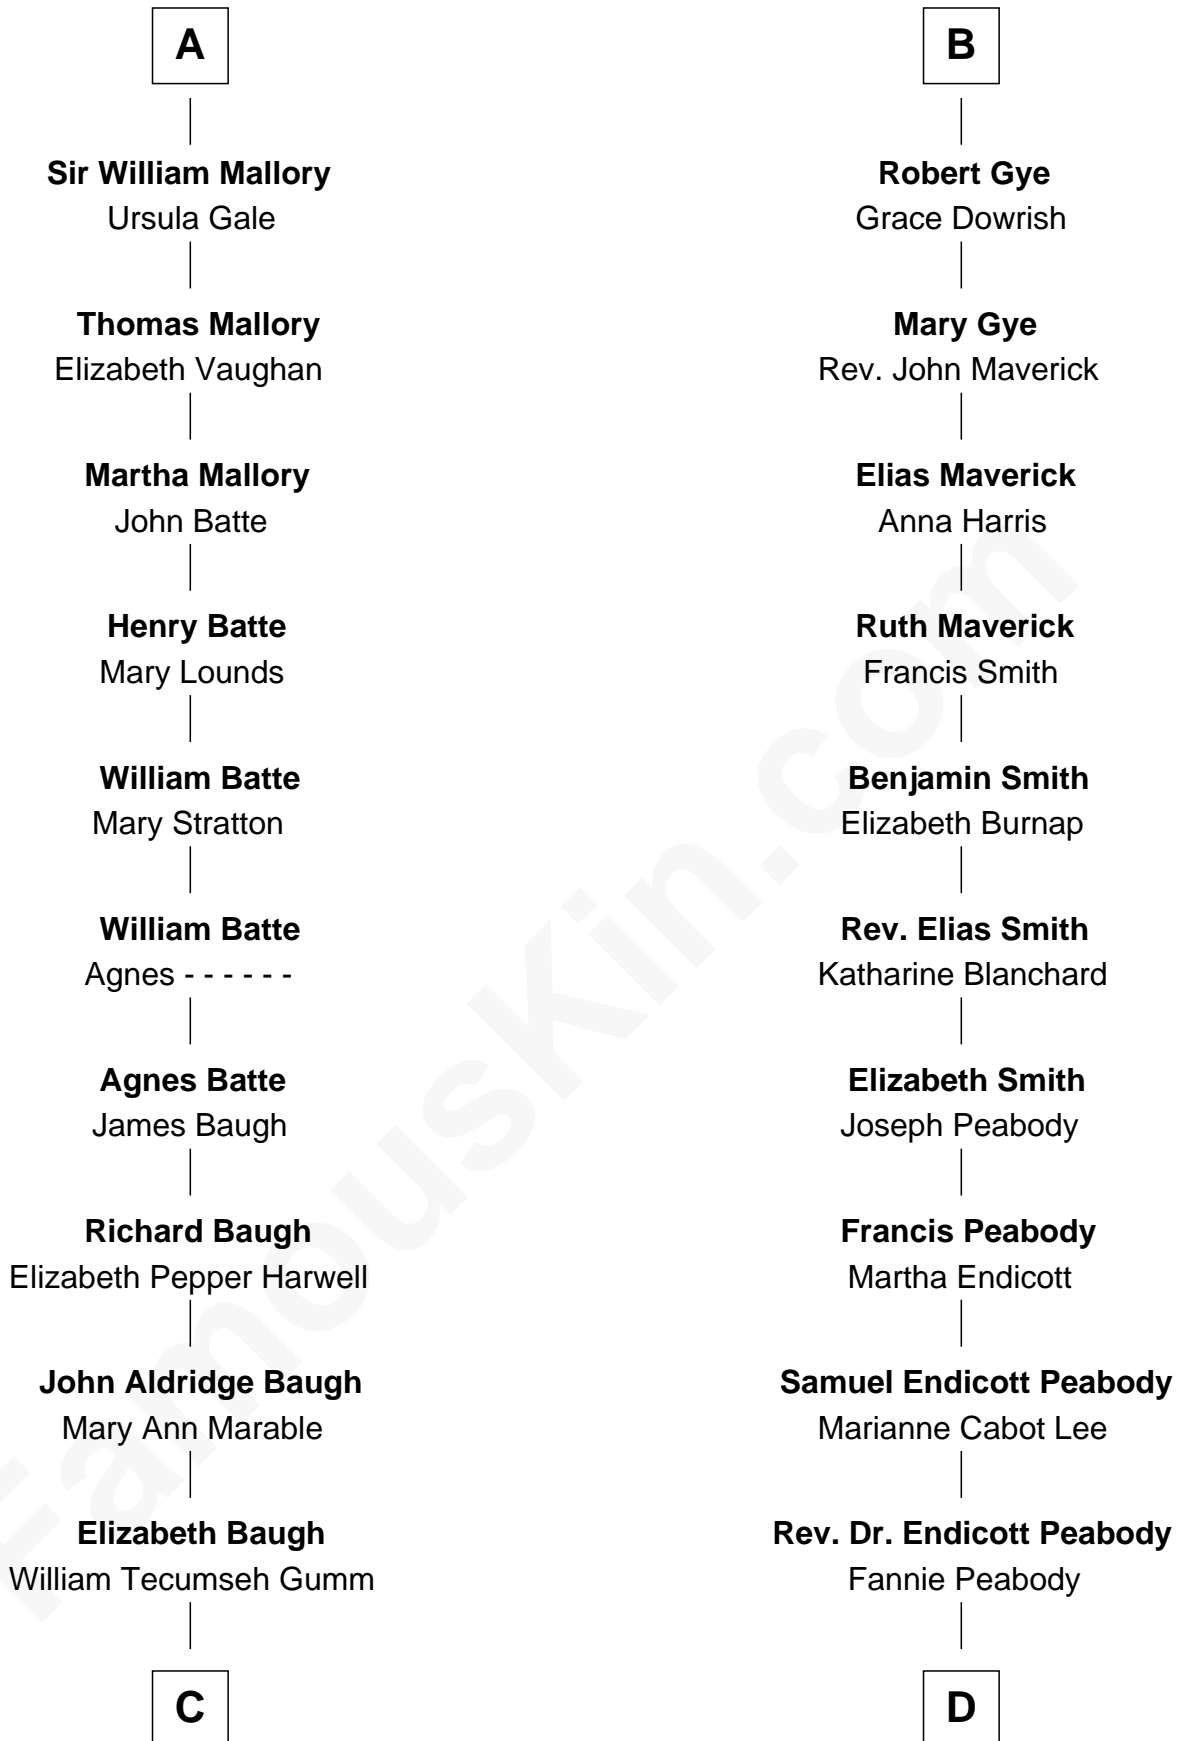 A
Sir William Mallory
Ursula Gale
Thomas Mallory
Elizabeth Vaughan
Martha Mallory
John Batte
Henry Batte
Mary Lounds
William Batte
Mary Stratton
William Batte
Agnes - - - - - -
Agnes Batte
James Baugh
Richard Baugh
Elizabeth Pepper Harwell
John Aldridge Baugh
Mary Ann Marable
Elizabeth Baugh
William Tecumseh Gumm
C
B
Robert Gye
Grace Dowrish
Mary Gye
Rev. John Maverick
Elias Maverick
Anna Harris
Ruth Maverick
Francis Smith
Benjamin Smith
Elizabeth Burnap
Rev. Elias Smith
Katharine Blanchard
Elizabeth Smith
Joseph Peabody
Francis Peabody
Martha Endicott
Samuel Endicott Peabody
Marianne Cabot Lee
Rev. Dr. Endicott Peabody
Fannie Peabody
D
FamousKin.com